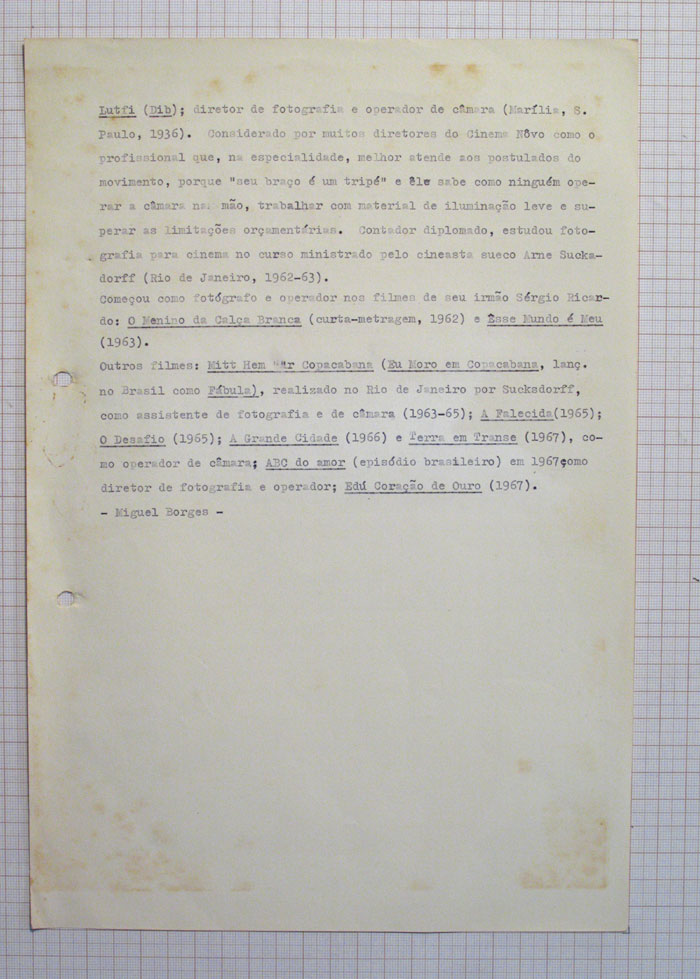 Lutfi (Dib); diretor de fotografia e operador de câmara (Marília, S.
Paulo, 1936). Considerado por muitos diretores do Cinema Nôvo como o
profissional que, na especialidade, melhor atende aos postulados do
movimento, porque "seu braço é um tripé" e êle sabe como ninguém ope-
rar a câmara na mão, trabalhar com material de iluminação leve e su-
perar as limitações orçamentárias. Contador diplomado, estudou foto-
grafia para cinema no curso ministrado pelo cineasta sueco Arne Sucks-
dorff (Rio de Janeiro, 1962-63).
Começou como fotógrafo e operador nos filmes de seu irmão Sérgio Ricar-
do: O Menino da Calça Branca (curta-metragem, 1962) e Êsse Mundo é Meu
(1963).
Outros filmes: Mitt Hem "är Copacabana (Eu Moro em Copacabana, lanç.
no Brasil como Fábula), realizado no Rio de Janeiro por Sucksdorff,
como assistente de fotografia e de câmara (1963-65); A Falecida(1965);
O Desafio (1965); A Grande Cidade (1966) e Terra em Transe (1967), co-
mo operador de câmara; ABC do amor (episódio brasileiro) em 1967como
diretor de fotografia e operador; Edú Coração de Ouro (1967).
- Miguel Borges -